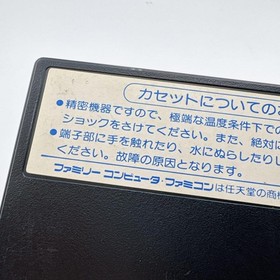 カセットについての
●精密機器ですので、極端な温度条件下で
ショックをさけてください。また、絶対に
●端子部に手を触れたり、水にぬらしたり
ください。故障の原因となります。
ファミリーコンピュータ・ファミコンは任天堂の商